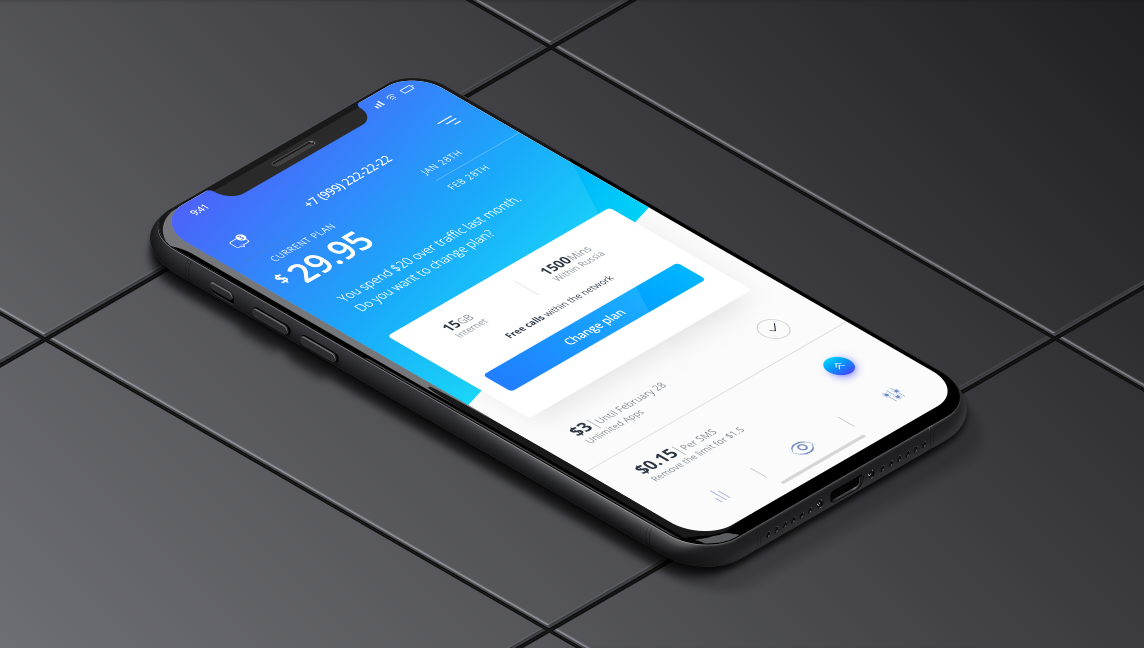 9:41
+7 (999) 222-22-22
CURRENT PLAN
$29.95
JAN 28TH
FEB 28TH
You spend $20 over traffic last month.
Do you want to change plan?
15GB
Internet
1500Mins
Within Russia
Free calls within the network
Change plan
$3 | Until February 28
Unlimited Apps
$0.15 | Per SMS
Remove the limit for $1.5